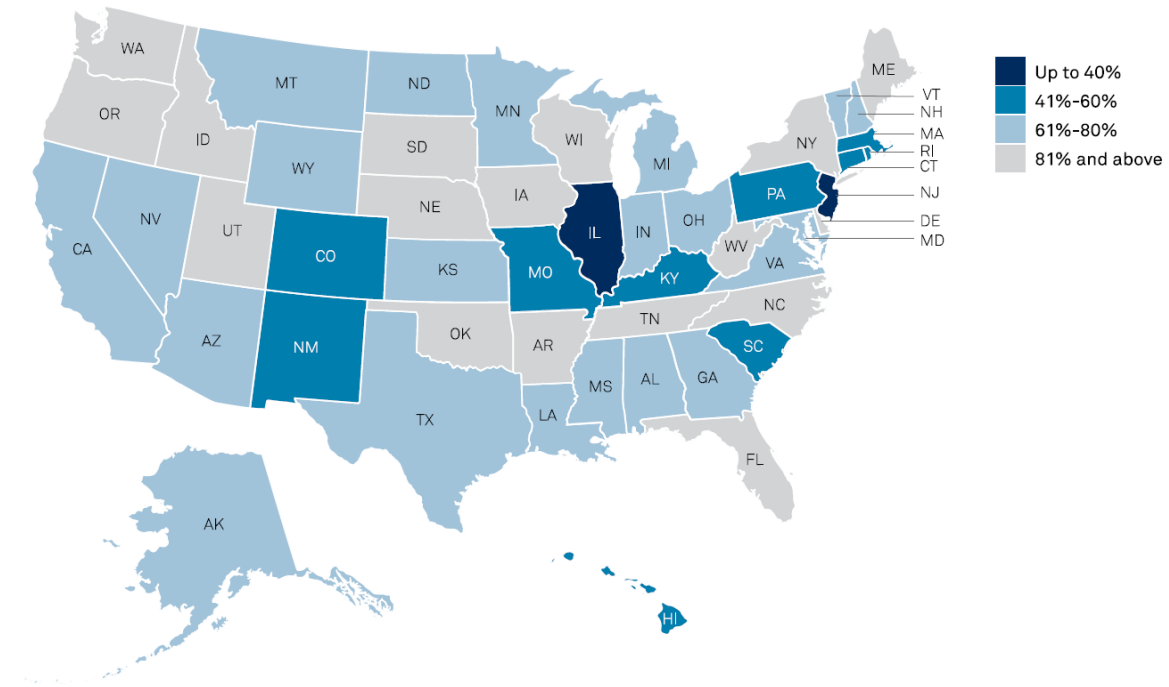 WA
OR
ID
MT
ND
MN
WI
MI
NY
ME
VT
NH
MA
RI
CT
NJ
DE
MD
PA
SD
WY
IA
NE
NV
UT
CA
CO
KS
MO
IL
IN
OH
WV
VA
KY
NC
TN
SC
AZ
NM
OK
AR
MS
AL
GA
TX
LA
FL
AK
HI
Up to 40%
41%-60%
61%-80%
81% and above